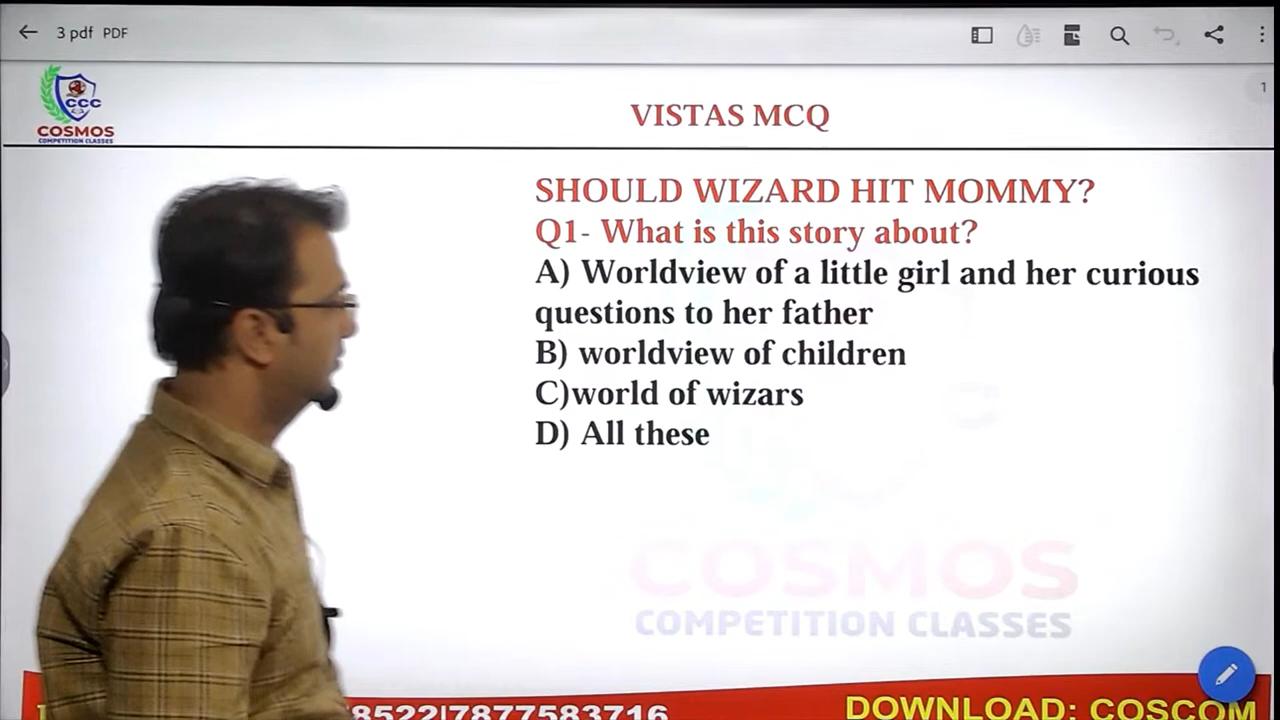 3 pdf PDF
1
CCC
COSMOS
COMPETITION CLASSES
VISTAS MCQ
SHOULD WIZARD HIT MOMMY?
Q1- What is this story about?
A) Worldview of a little girl and her curious
questions to her father
B) worldview of children
C)world of wizars
D) All these
COSMOS
COMPETITION CLASSES
8522|7877583716
DOWNLOAD: COSCOM